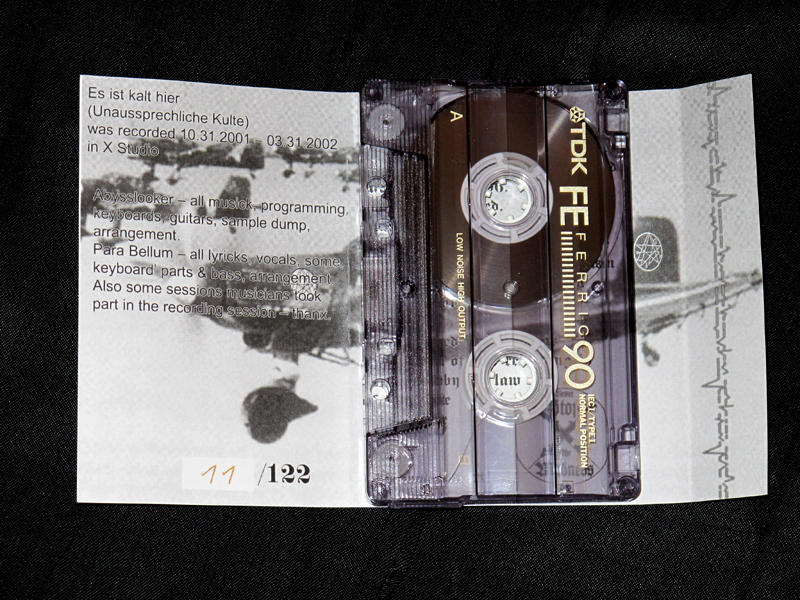 Es ist kalt hier
(Unaussprechliche Kulte)
was recorded 10.31.2001 - 03.31.2002
in X Studio
Abysslooker – all musick, programming,
keyboards, guitars, sample dump,
arrangement.
Para Bellum – all lyricks, vocals, some
keyboard parts & bass, arrangement.
Also some sessions musicians took
part in the recording session – thanx.
11 /122
A
LOW NOISE HIGH OUTPUT
TDK FE FERRIC 90
IEC I / TYPE I
NORMAL POSITION
law